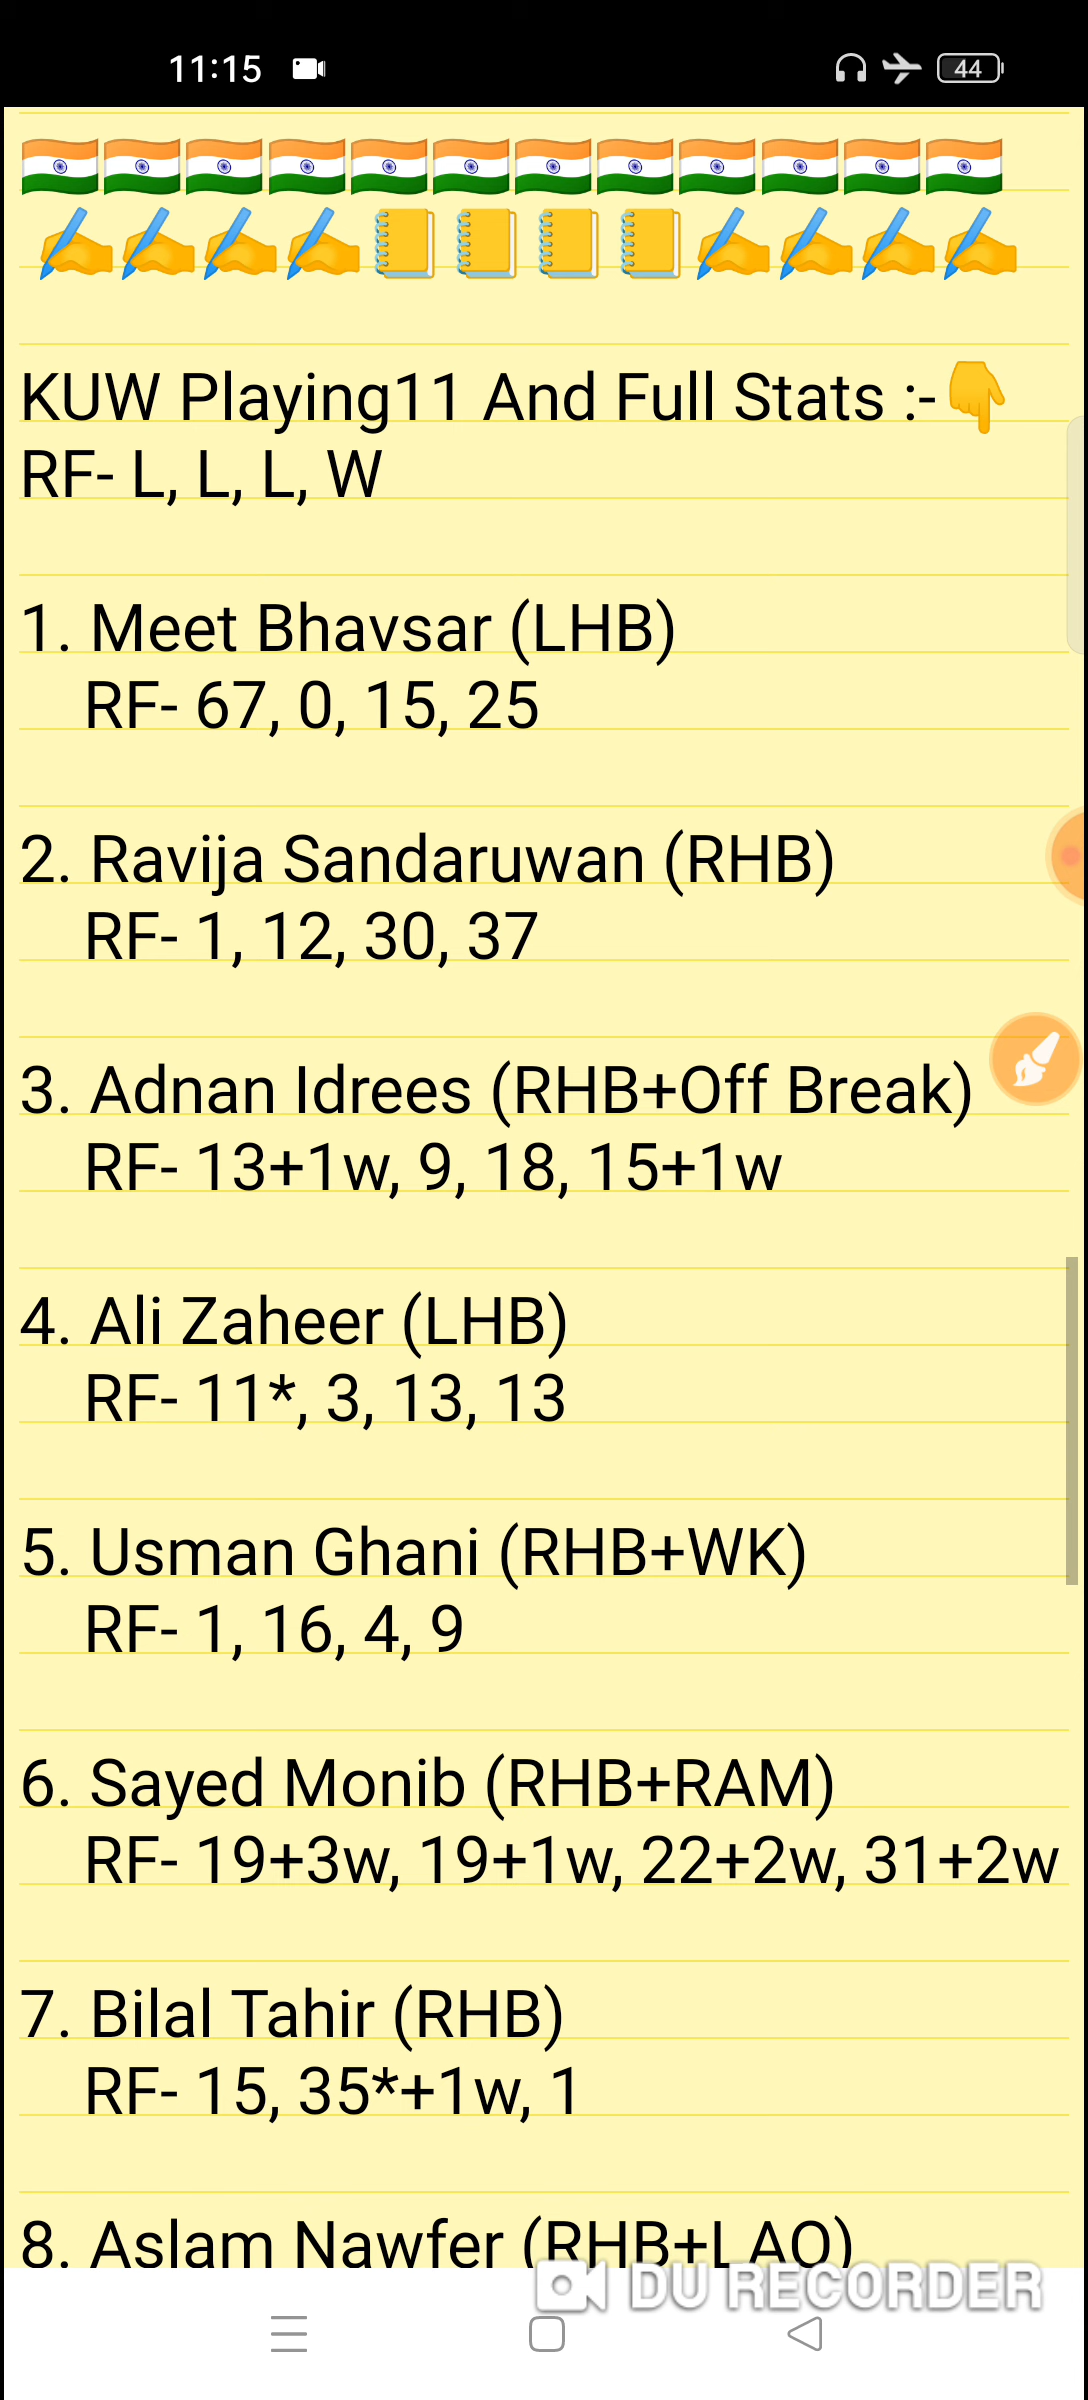 11:15 44
🇮🇳🇮🇳🇮🇳🇮🇳🇮🇳🇮🇳🇮🇳🇮🇳🇮🇳🇮🇳🇮🇳🇮🇳
✍️✍️✍️✍️📒📒📒📒✍️✍️✍️✍️
KUW Playing11 And Full Stats :-👇
RF- L, L, L, W
1. Meet Bhavsar (LHB)
RF- 67, 0, 15, 25
2. Ravija Sandaruwan (RHB)
RF- 1, 12, 30, 37
3. Adnan Idrees (RHB+Off Break)
RF- 13+1w, 9, 18, 15+1w
4. Ali Zaheer (LHB)
RF- 11*, 3, 13, 13
5. Usman Ghani (RHB+WK)
RF- 1, 16, 4, 9
6. Sayed Monib (RHB+RAM)
RF- 19+3w, 19+1w, 22+2w, 31+2w
7. Bilal Tahir (RHB)
RF- 15, 35*+1w, 1
8. Aslam Nawfer (RHB+LAO)
DU RECORDER